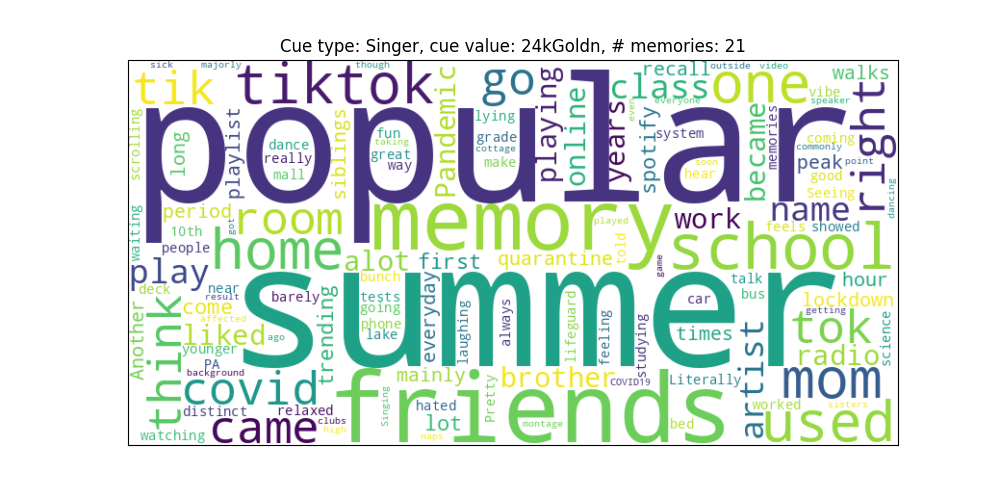 Cue type: Singer, cue value: 24kGoldn, # memories: 21
sick majorly though outside video
tik tiktok go class recall one walks
popular
scrolling long playlist dance fun siblings Pandemic lying playing online years spotify even everyone system became memories vibe speaker right
really taking great way mall grade cottage make hear soon peak coming commonly point good Seeing dancing
waiting period 10th people got room home memory played told work name school feels showed
play alot first quarantine game
summer
deck near result barely bunch tests going phone lake everyday laughing always lifeguard feeling studying car talk bus times hour lockdown getting
Another think come affected liked ago younger PA background trending tok radio science
covid mainly brother COVID19 Literally artist mom
distinct relaxed came clubs high Singing friends hated lot naps Pretty montage bed worked sisters used
watching